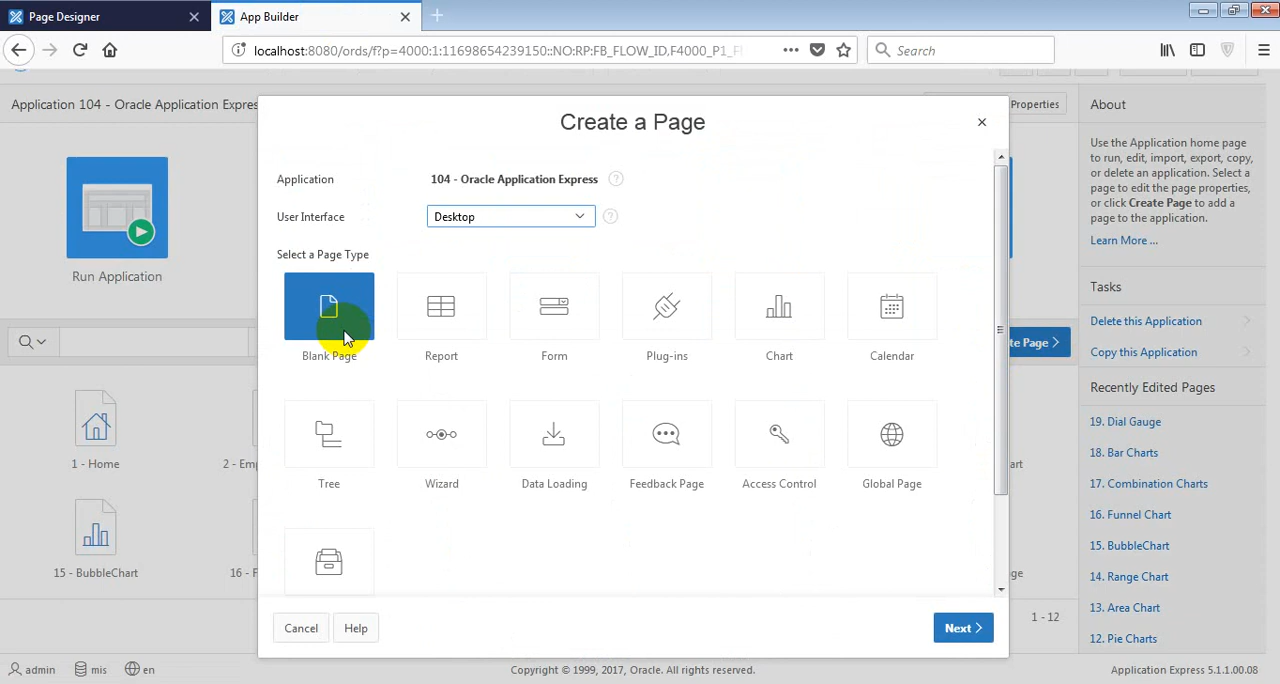 Page Designer
App Builder
localhost:8080/ords/f?p=4000:1:11698654239150::NO:RP:FB_FLOW_ID,F4000_P1_F
Search
Application 104 - Oracle Application Expres
Properties
About
Create a Page
Use the Application home page
to run, edit, import, export, copy,
or delete an application. Select a
page to edit the page properties,
or click Create Page to add a
page to the application.
Learn More ...
Application
104 - Oracle Application Express
User Interface
Desktop
Select a Page Type
Run Application
Blank Page
Report
Form
Plug-ins
Chart
Calendar
Tasks
Delete this Application
Copy this Application
te Page
Tree
Wizard
Data Loading
Feedback Page
Access Control
Global Page
Recently Edited Pages
19. Dial Gauge
18. Bar Charts
17. Combination Charts
16. Funnel Chart
15. BubbleChart
14. Range Chart
13. Area Chart
12. Pie Charts
1 - Home
2 - Emp
art
15 - BubbleChart
16 - F
ge
1 - 12
Cancel
Help
Next
admin
mis
en
Copyright © 1999, 2017, Oracle. All rights reserved.
Application Express 5.1.1.00.08